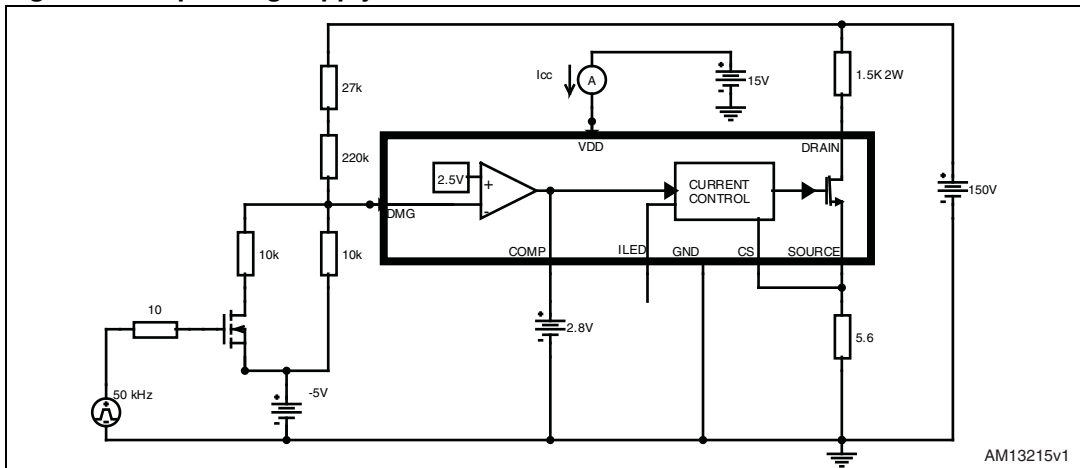 27k
220k
10k
10k
10
50 kHz
-5V
Icc
A
15V
1.5K 2W
150V
VDD
DRAIN
2.5V
+
-
DMG
CURRENT
CONTROL
COMP
ILED
GND
CS
SOURCE
2.8V
5.6
AM13215v1